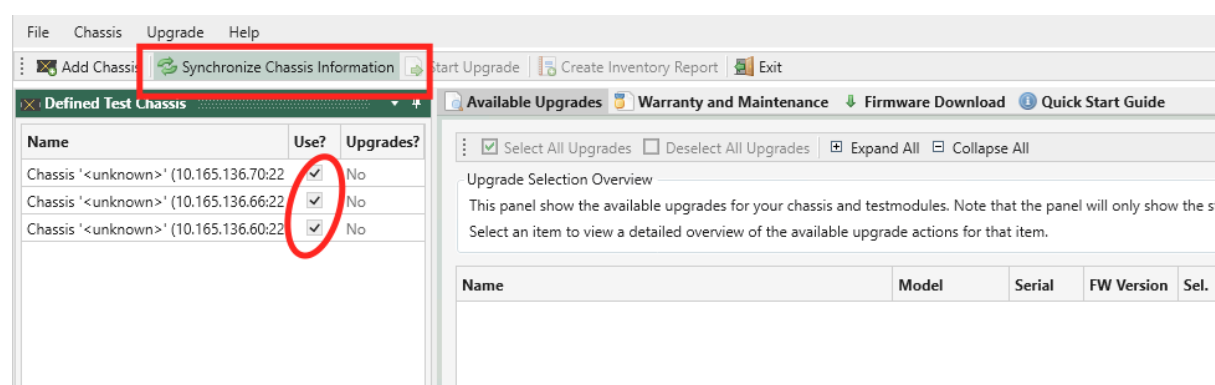 File Chassis Upgrade Help
Add Chassis Synchronize Chassis Information Start Upgrade Create Inventory Report Exit
Defined Test Chassis
Available Upgrades Warranty and Maintenance Firmware Download Quick Start Guide
Name Use? Upgrades?
Chassis '<unknown>' (10.165.136.70:22 No
Chassis '<unknown>' (10.165.136.66:22 No
Chassis '<unknown>' (10.165.136.60:22 No
Select All Upgrades Deselect All Upgrades Expand All Collapse All
Upgrade Selection Overview
This panel show the available upgrades for your chassis and testmodules. Note that the panel will only show the s
Select an item to view a detailed overview of the available upgrade actions for that item.
Name Model Serial FW Version Sel.